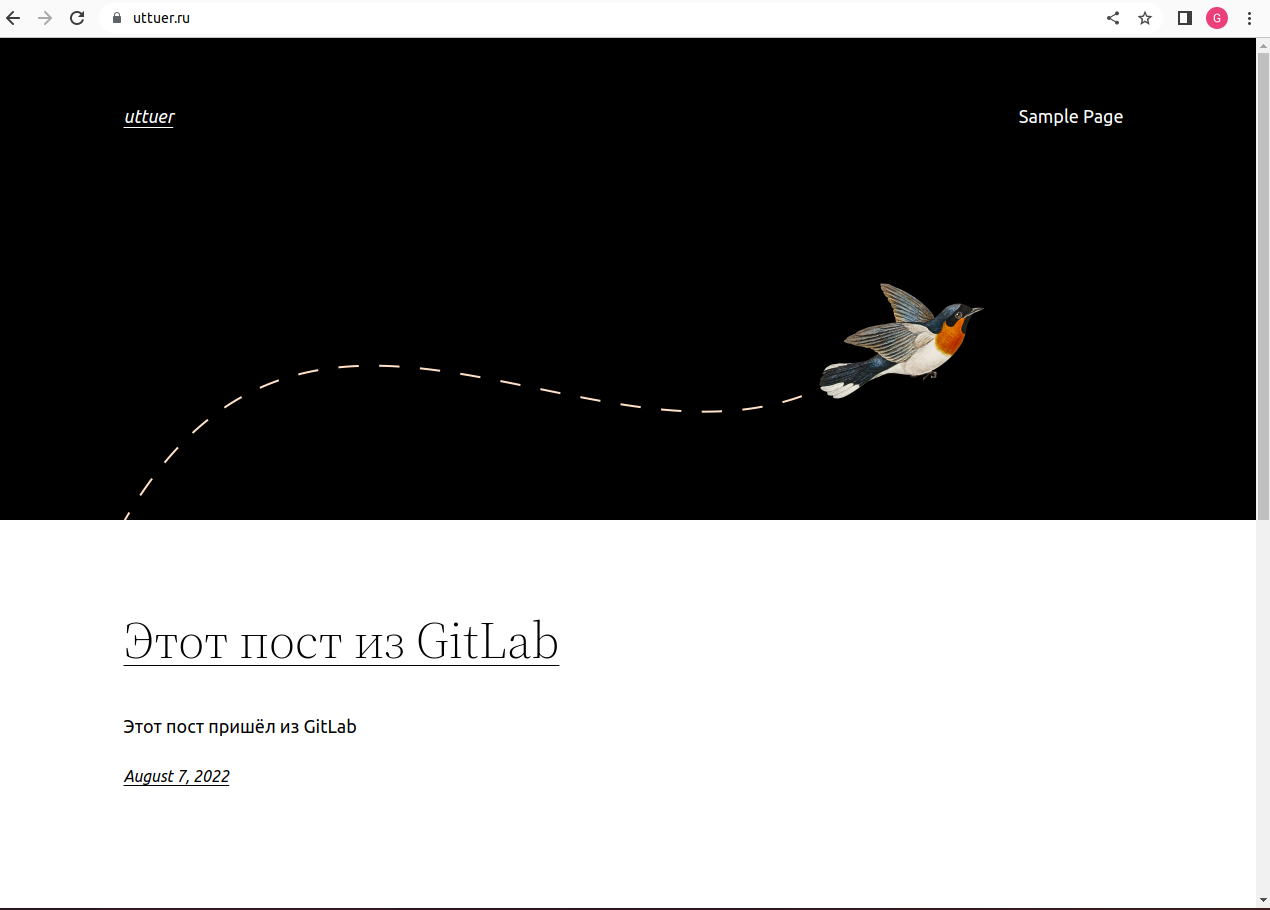 uttuer.ru
G
uttuer
Sample Page
Этот пост из GitLab
Этот пост пришёл из GitLab
August 7, 2022